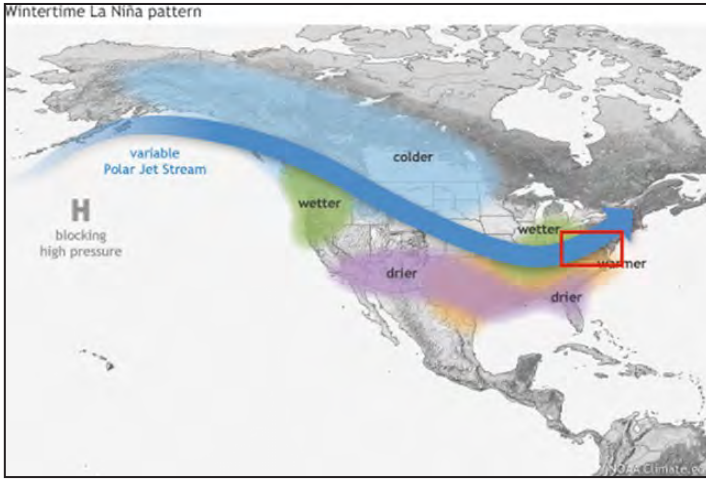 Wintertime La Niña pattern
colder
variable
Polar Jet Stream
wetter
H
blocking
high pressure
wetter
warmer
drier
drier
NOAA Climate.gov